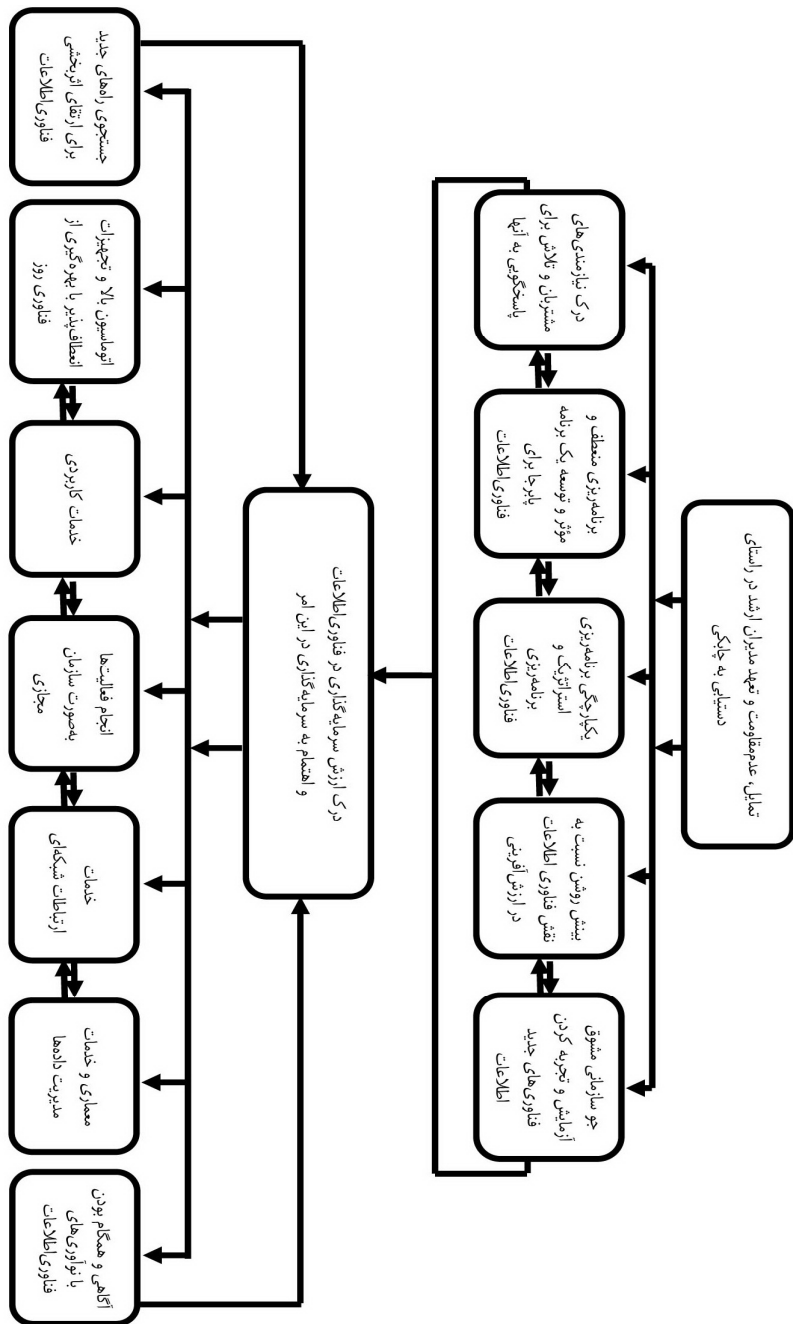 تمایل، عدم‌مقاومت و تعهد مدیران ارشد در راستای
دستیابی به چابکی
جو سازمانی مشوق
آزمایش و تجربه کردن
فناوری‌های جدید
اطلاعات
بینش روشن نسبت به
نقش فناوری اطلاعات
در ارزش‌آفرینی
یکپارچگی برنامه‌ریزی
استراتژیک و
برنامه‌ریزی
فناوری‌اطلاعات
برنامه‌ریزی منعطف و
مؤثر و توسعه یک برنامه
پابرجا برای
فناوری‌اطلاعات
درک نیازمندی‌های
مشتریان و تلاش برای
پاسخگویی به آنها
درک ارزش سرمایه‌گذاری در فناوری‌اطلاعات
و اهتمام به سرمایه‌گذاری در این امر
آگاهی و همگام بودن
با نوآوری‌های
فناوری‌اطلاعات
معماری و خدمات
مدیریت داده‌ها
خدمات
ارتباطات شبکه‌ای
انجام فعالیت‌ها
به‌صورت سازمان
مجازی
خدمات کاربردی
اتوماسیون بالا و تجهیزات
انعطاف‌پذیر با بهره‌گیری از
فناوری روز
جستجوی راه‌های جدید
برای ارتقای اثربخشی
فناوری‌اطلاعات